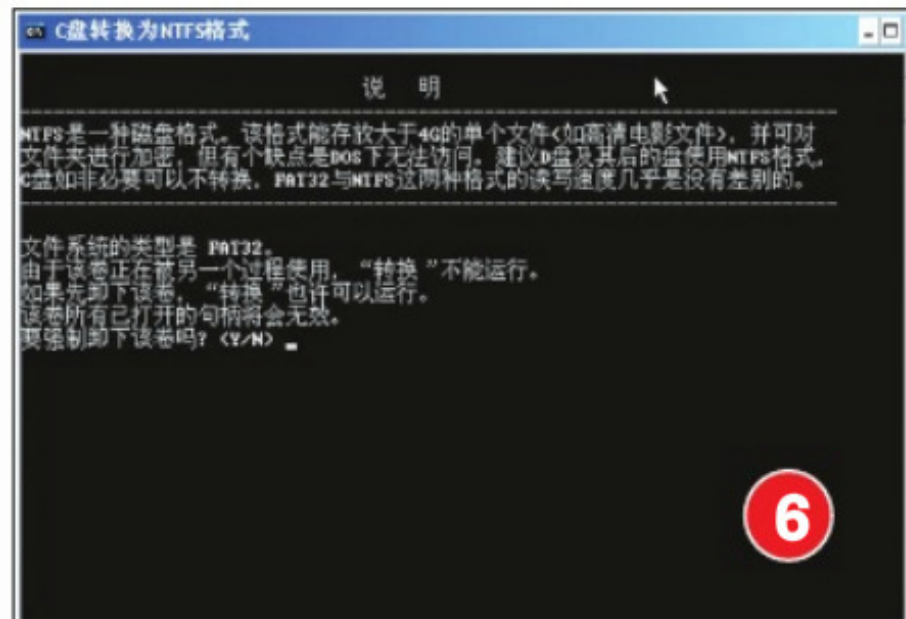 C盘转换为NTFS格式
说 明
NTFS是一种磁盘格式。该格式能存放大于4G的单个文件<如高清电影文件>，并可对
文件夹进行加密，但有个缺点是DOS下无法访问。建议D盘及其后的盘使用NTFS格式，
C盘如非必要可以不转换，FAT32与NTFS这两种格式的读写速度几乎是没有差别的。
文件系统的类型是 FAT32。
由于该卷正在被另一个过程使用，“转换 ”不能运行。
如果先卸下该卷，“转换 ”也许可以运行。
该卷所有已打开的句柄将会无效。
要强制卸下该卷吗? <Y/N> _
6